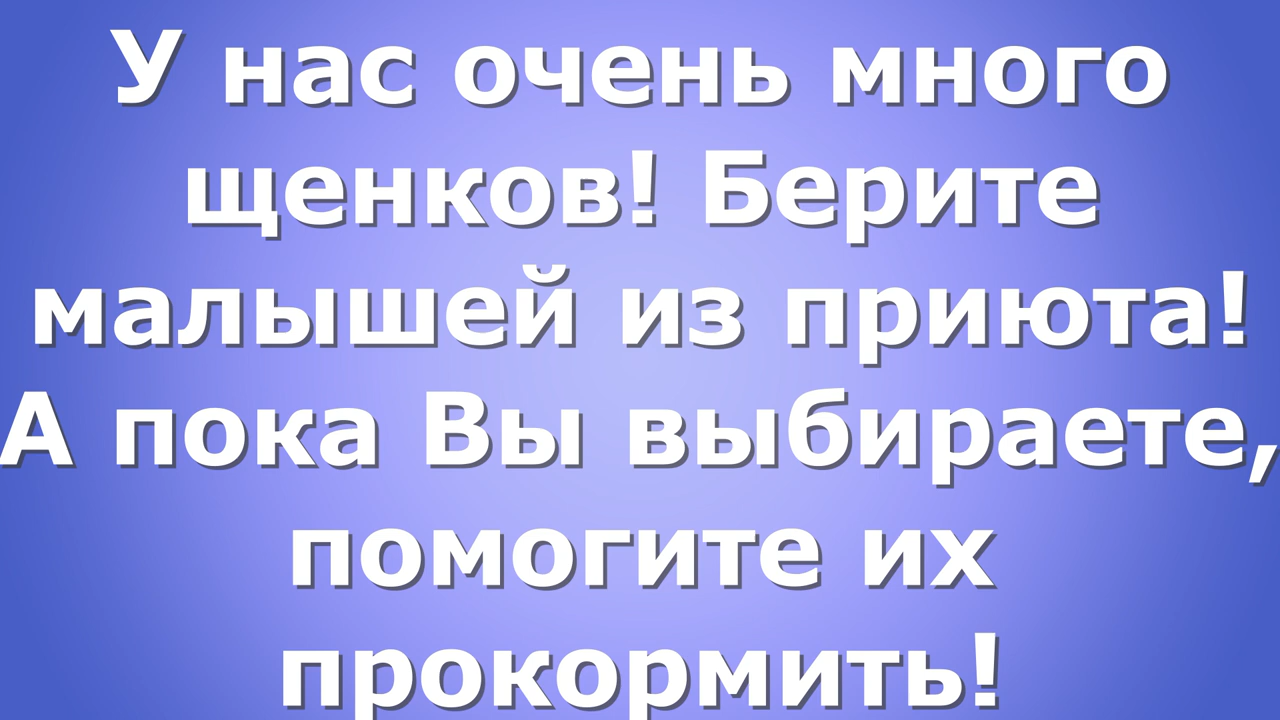 У нас очень много
щенков! Берите
малышей из приюта!
А пока Вы выбираете,
помогите их
прокормить!